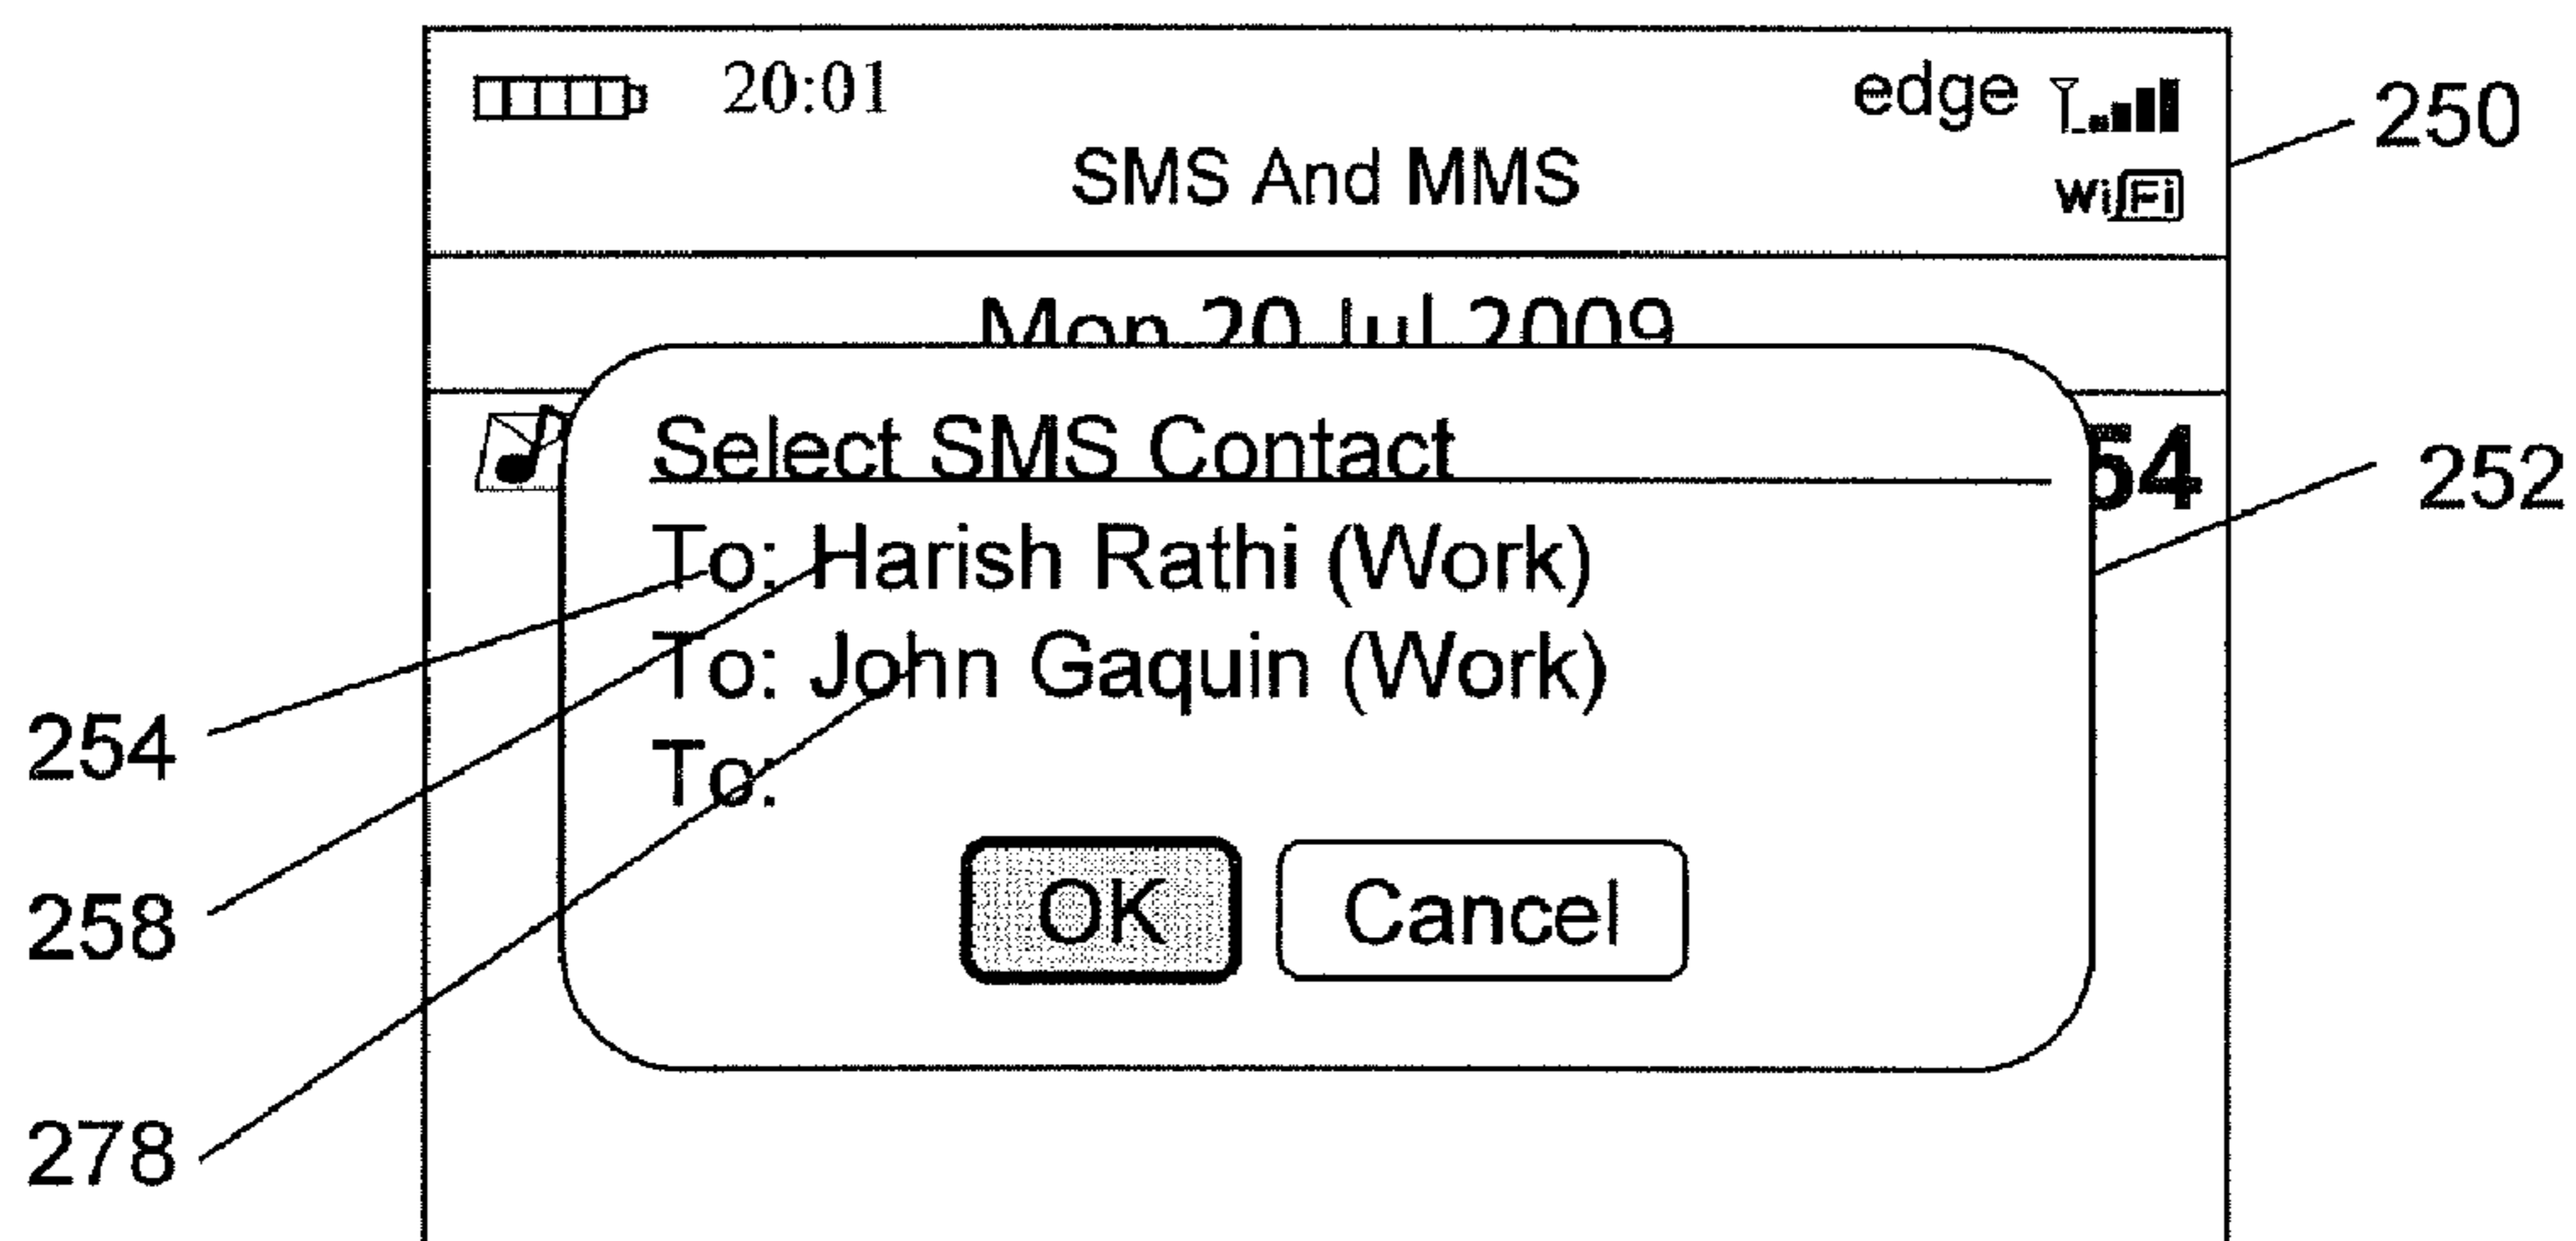 20:01 edge
250
SMS And MMS
WiFi
Mon 20 Jul 2009
Select SMS Contact
54
252
To: Harish Rathi (Work)
To: John Gaquin (Work)
254
To:
258
OK Cancel
278